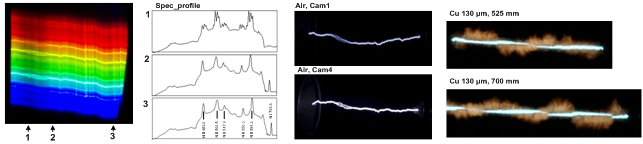 Spec_profile
1
2
3
1
2
3
Air, Cam1
Air, Cam4
Cu 130 µm, 525 mm
Cu 130 µm, 700 mm